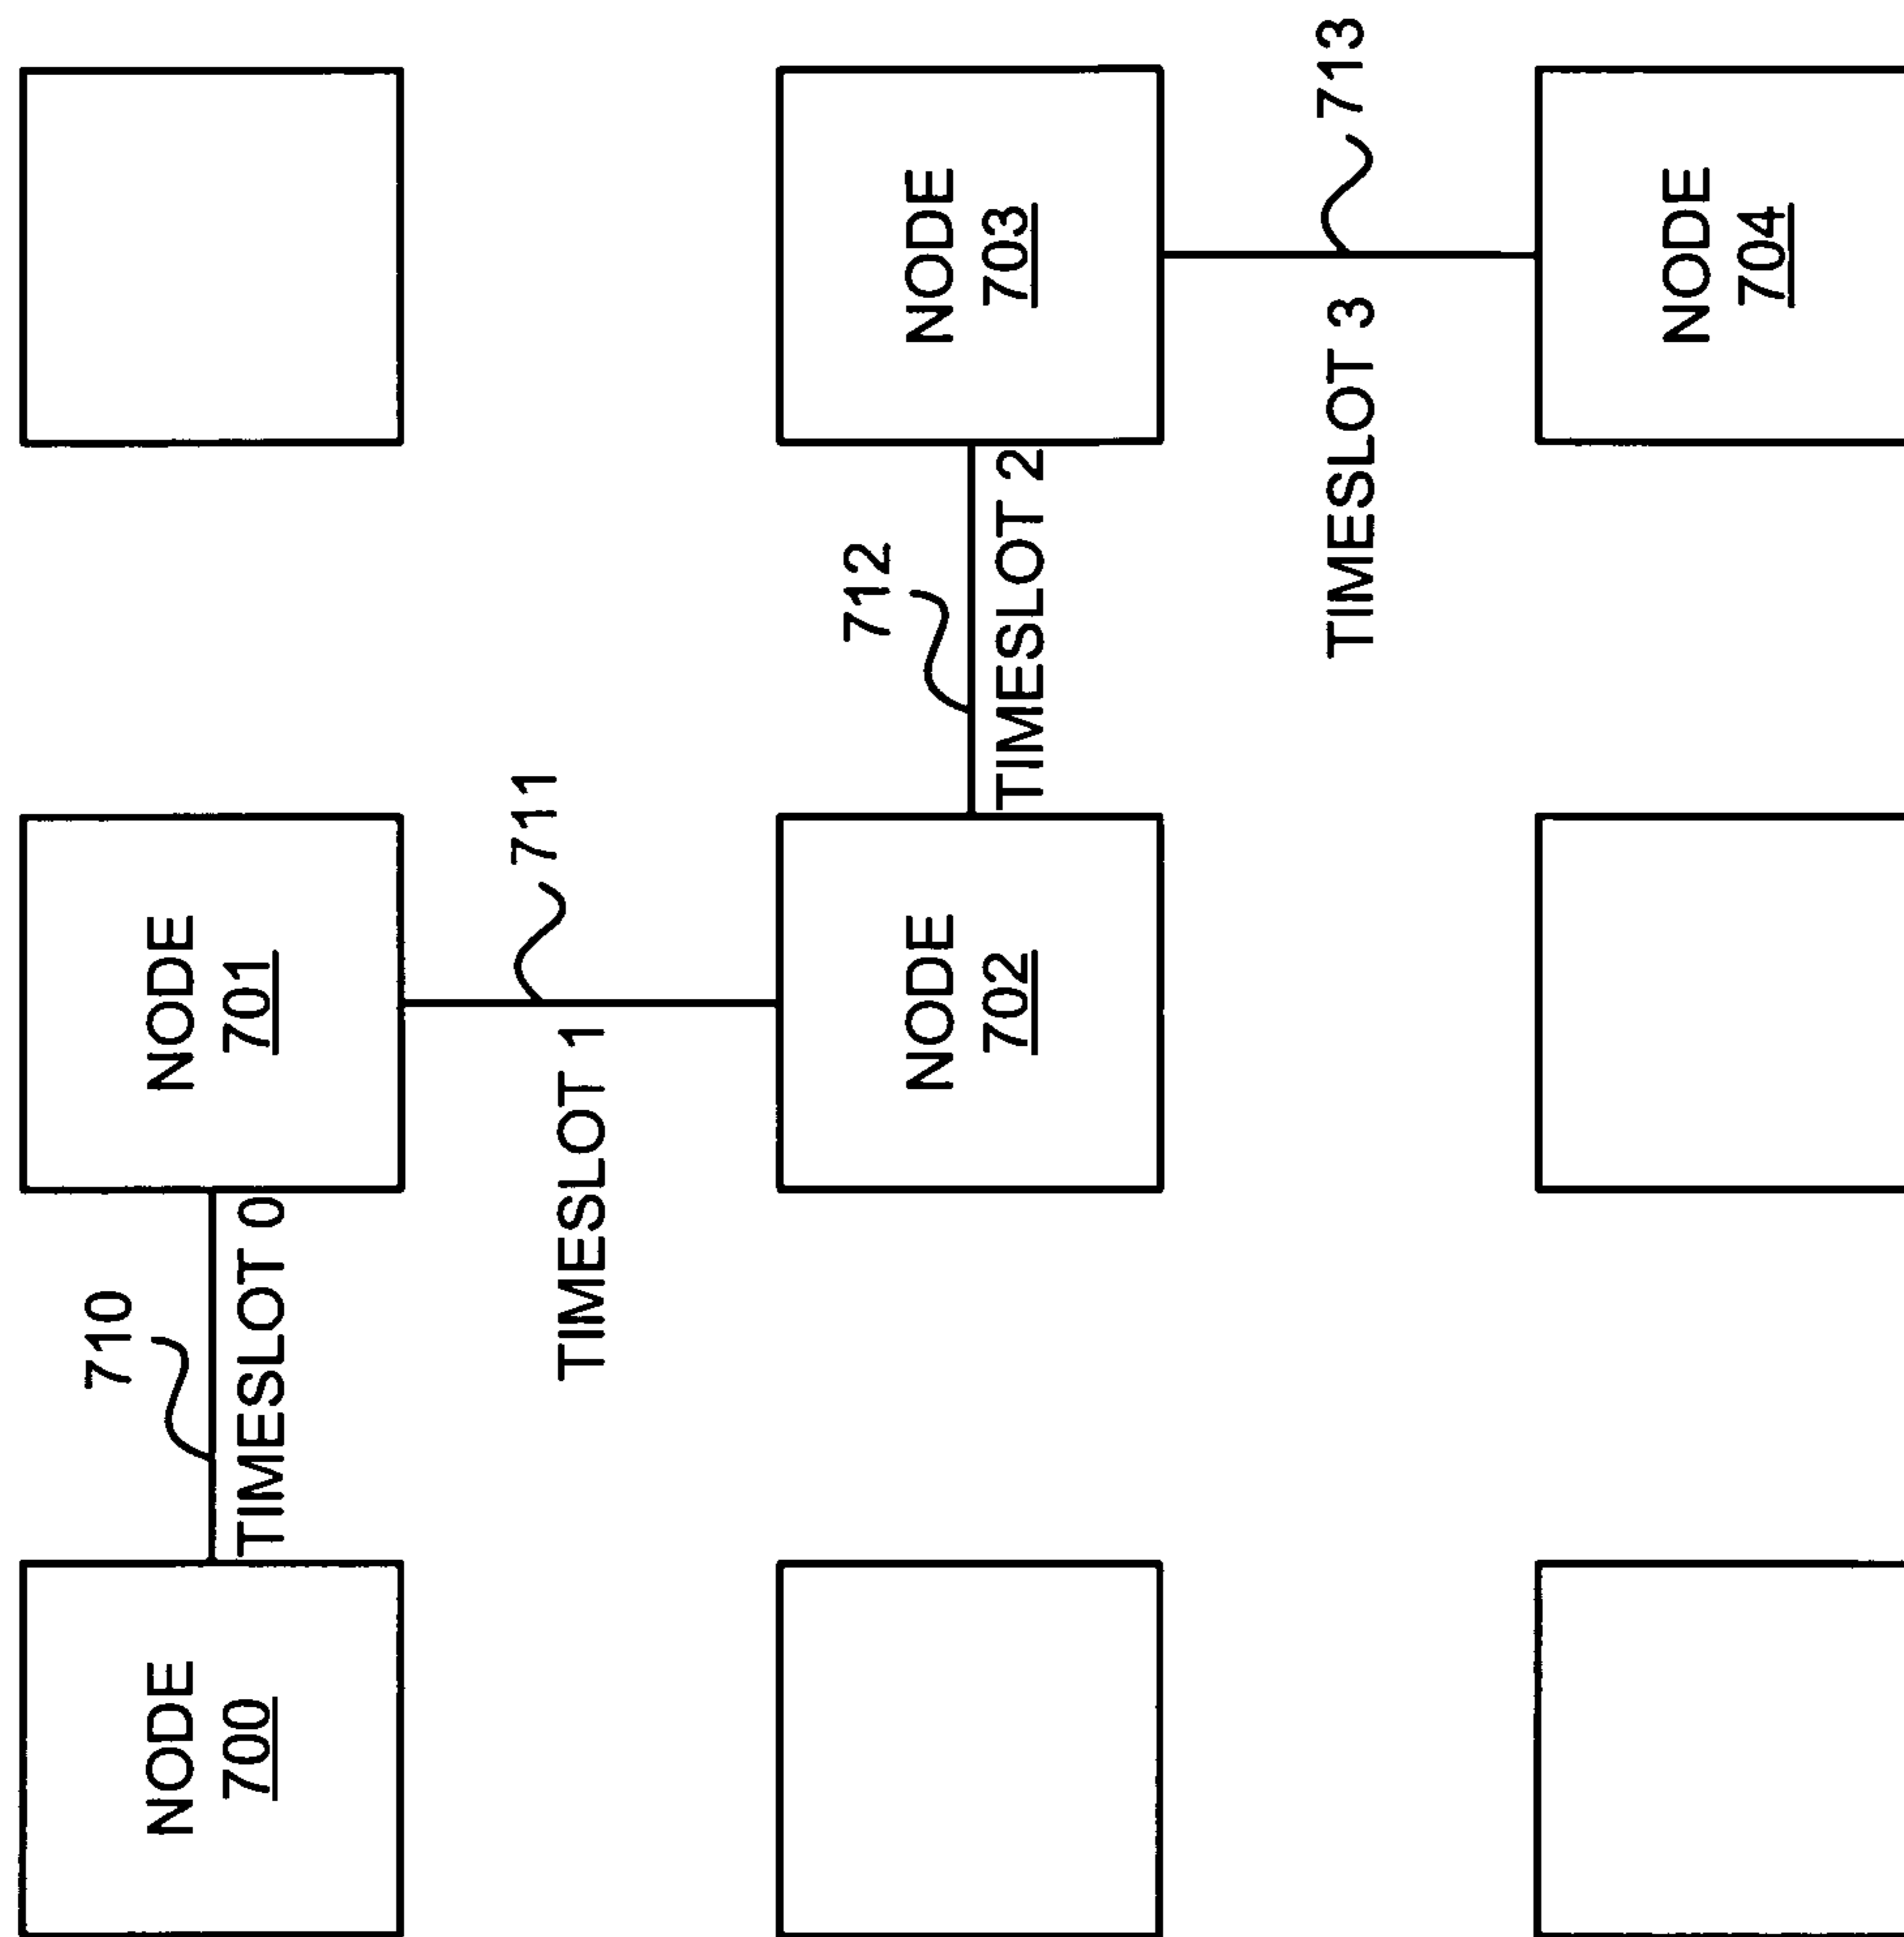 NODE
700
710
TIMESLOT 0
NODE
701
711
TIMESLOT 1
NODE
702
712
TIMESLOT 2
NODE
703
713
TIMESLOT 3
NODE
704